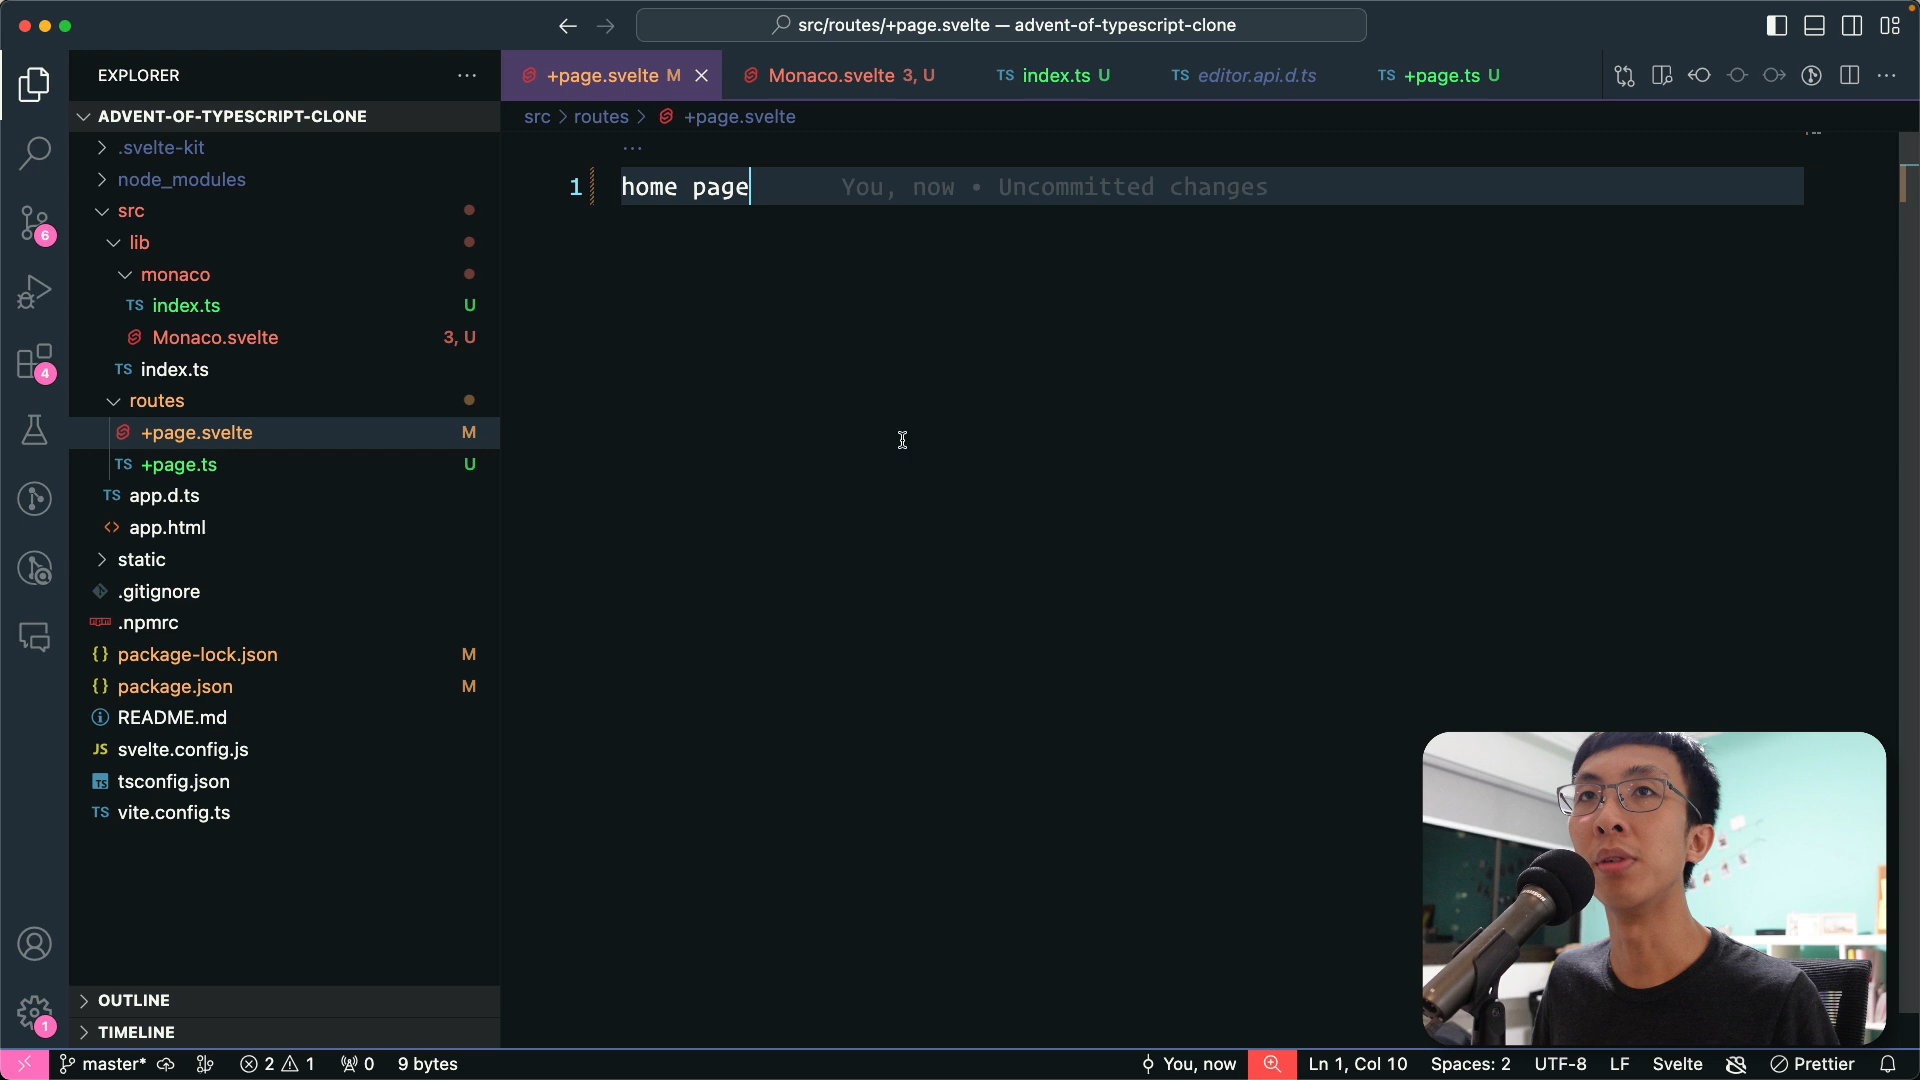 src/routes/+page.svelte — advent-of-typescript-clone
EXPLORER
+page.svelte M
Monaco.svelte 3, U
TS index.ts U
TS editor.api.d.ts
TS +page.ts U
ADVENT-OF-TYPESCRIPT-CLONE
src > routes > +page.svelte
.svelte-kit
node_modules
1 home page You, now • Uncommitted changes
src
lib
6
monaco
TS index.ts U
Monaco.svelte 3, U
TS index.ts
4
routes
+page.svelte M
TS +page.ts U
TS app.d.ts
<> app.html
static
.gitignore
.npmrc
{} package-lock.json M
{} package.json M
README.md
JS svelte.config.js
TS tsconfig.json
TS vite.config.ts
OUTLINE
1
TIMELINE
master* 2 1 0 9 bytes You, now Ln 1, Col 10 Spaces: 2 UTF-8 LF Svelte Prettier